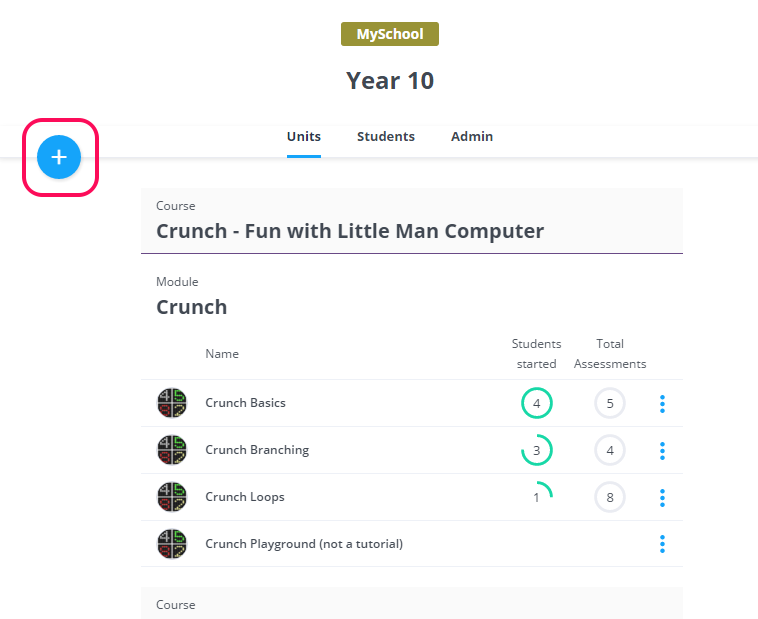 MySchool
Year 10
Units Students Admin
+
Course
Crunch - Fun with Little Man Computer
Module
Crunch
Name Students started Total Assessments
Crunch Basics 4 5
Crunch Branching 3 4
Crunch Loops 1 8
Crunch Playground (not a tutorial)
Course